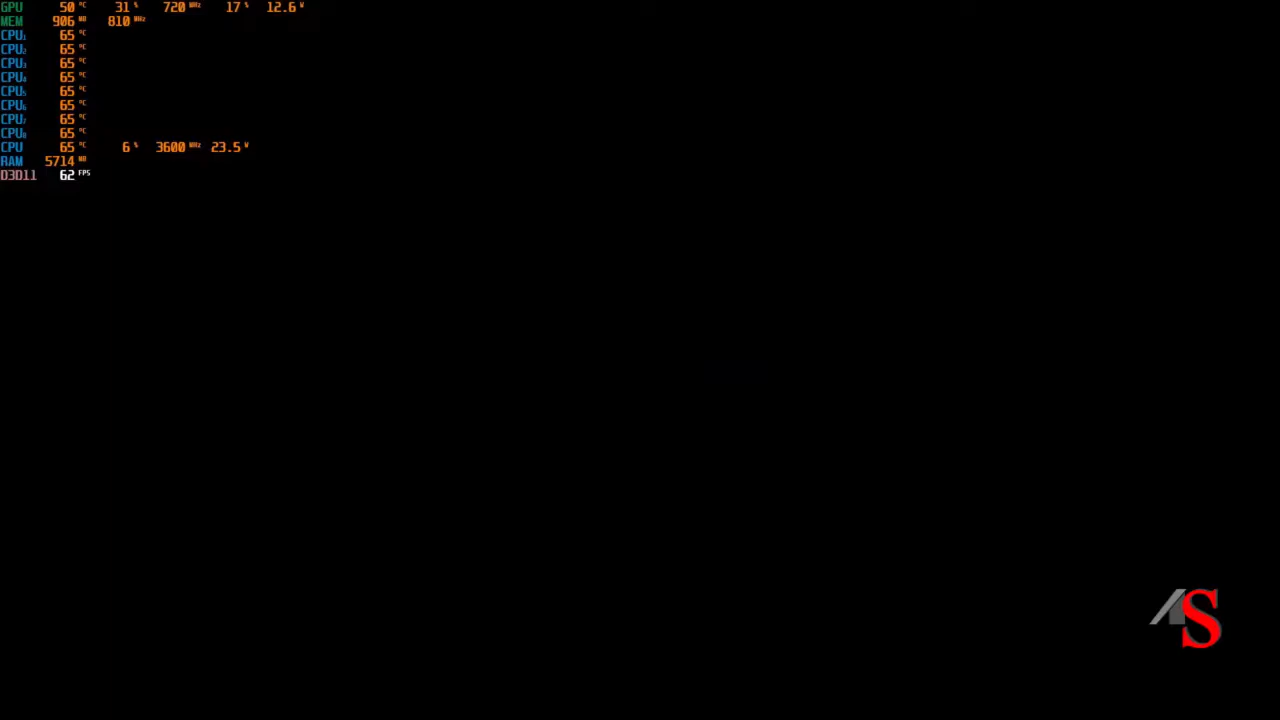 GPU 50 °C 31 % 720 MHz 17 % 12.6 W
MEM 906 MB 810 MHz
CPU1 65 °C
CPU2 65 °C
CPU3 65 °C
CPU4 65 °C
CPU5 65 °C
CPU6 65 °C
CPU7 65 °C
CPU8 65 °C
CPU 65 °C 6 % 3600 MHz 23.5 W
RAM 5714 MB
D3D11 62 FPS
AS